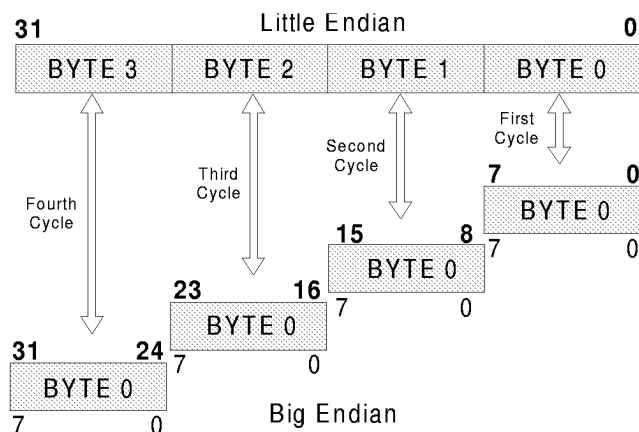 Little Endian
31 0
BYTE 3 BYTE 2 BYTE 1 BYTE 0
First
Cycle
Second
Cycle
Third
Cycle
Fourth
Cycle
7 0
BYTE 0
7 0
15 8
BYTE 0
7 0
23 16
BYTE 0
7 0
31 24
BYTE 0
7 0
Big Endian